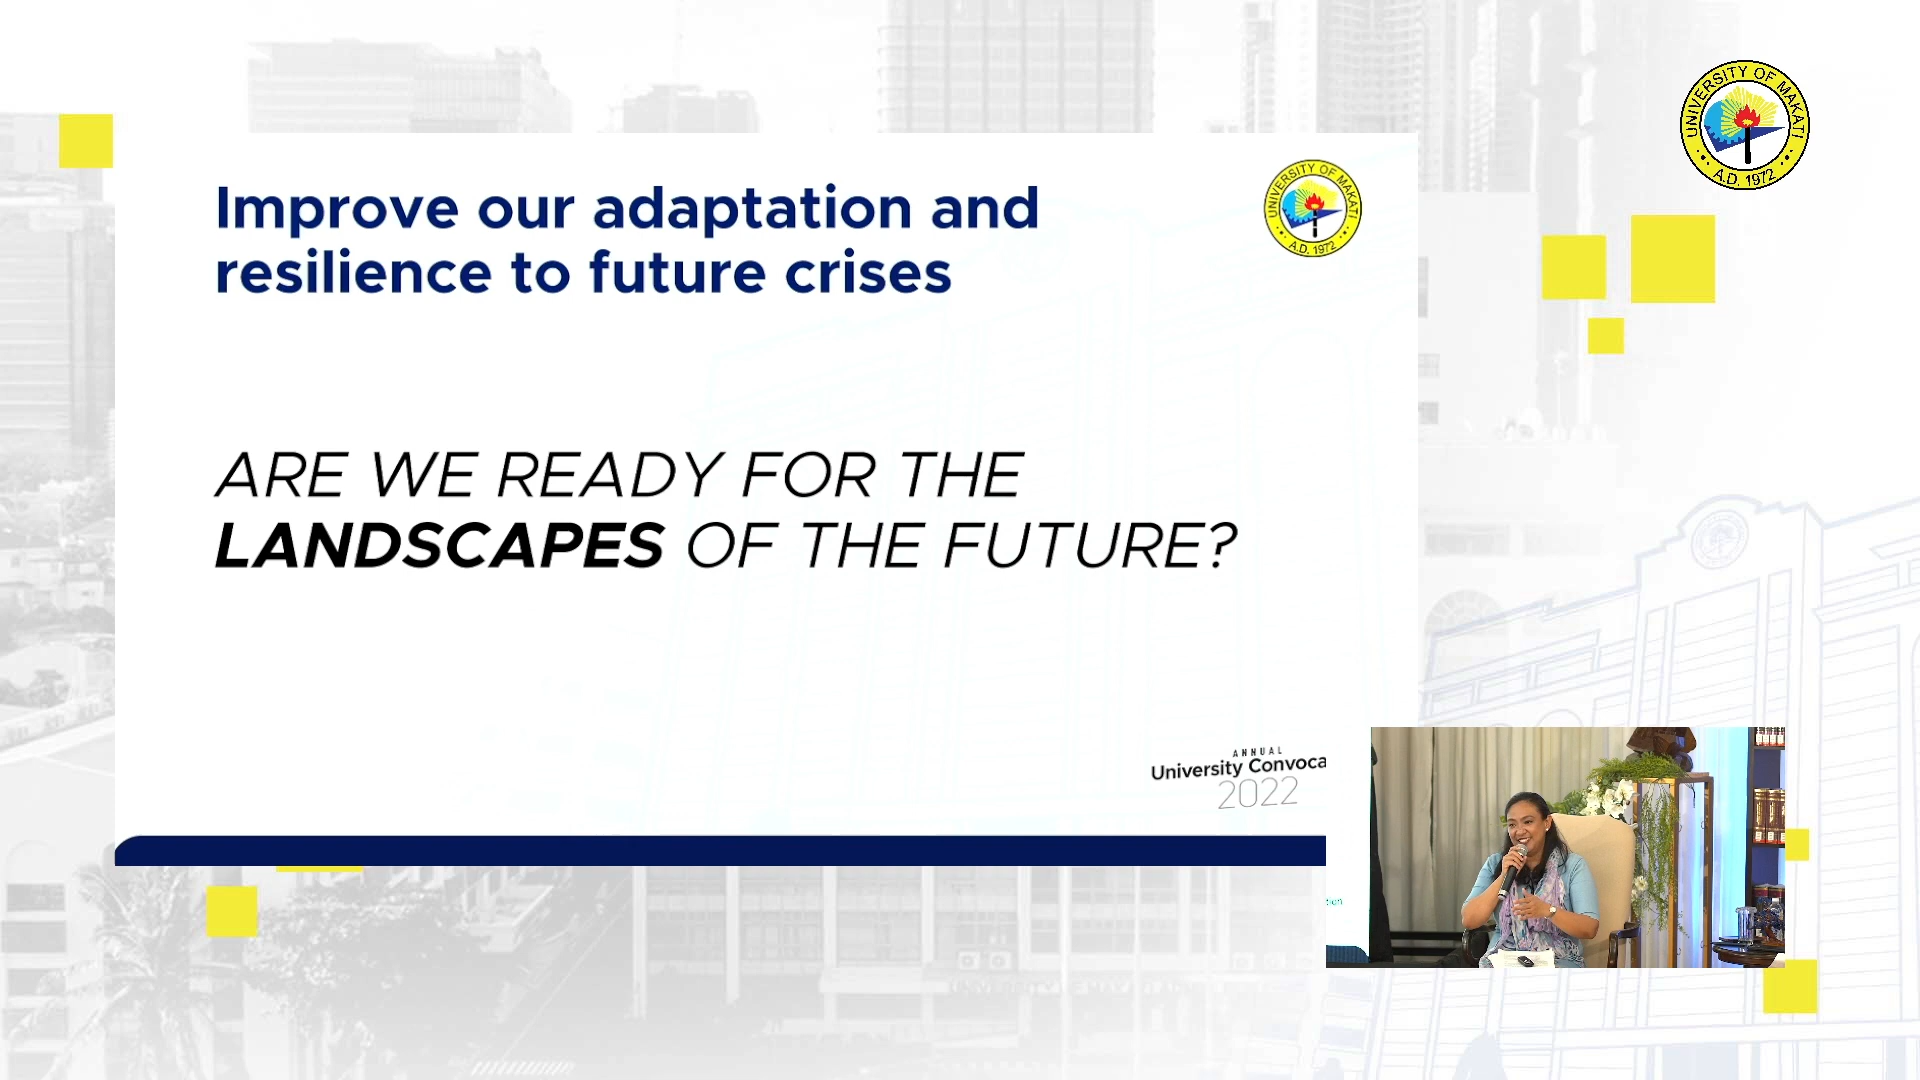 UNIVERSITY OF MAKATI
A.D. 1972
Improve our adaptation and
resilience to future crises
UNIVERSITY OF MAKATI
A.D. 1972
ARE WE READY FOR THE
LANDSCAPES OF THE FUTURE?
ANNUAL
University Convoca
2022
tion